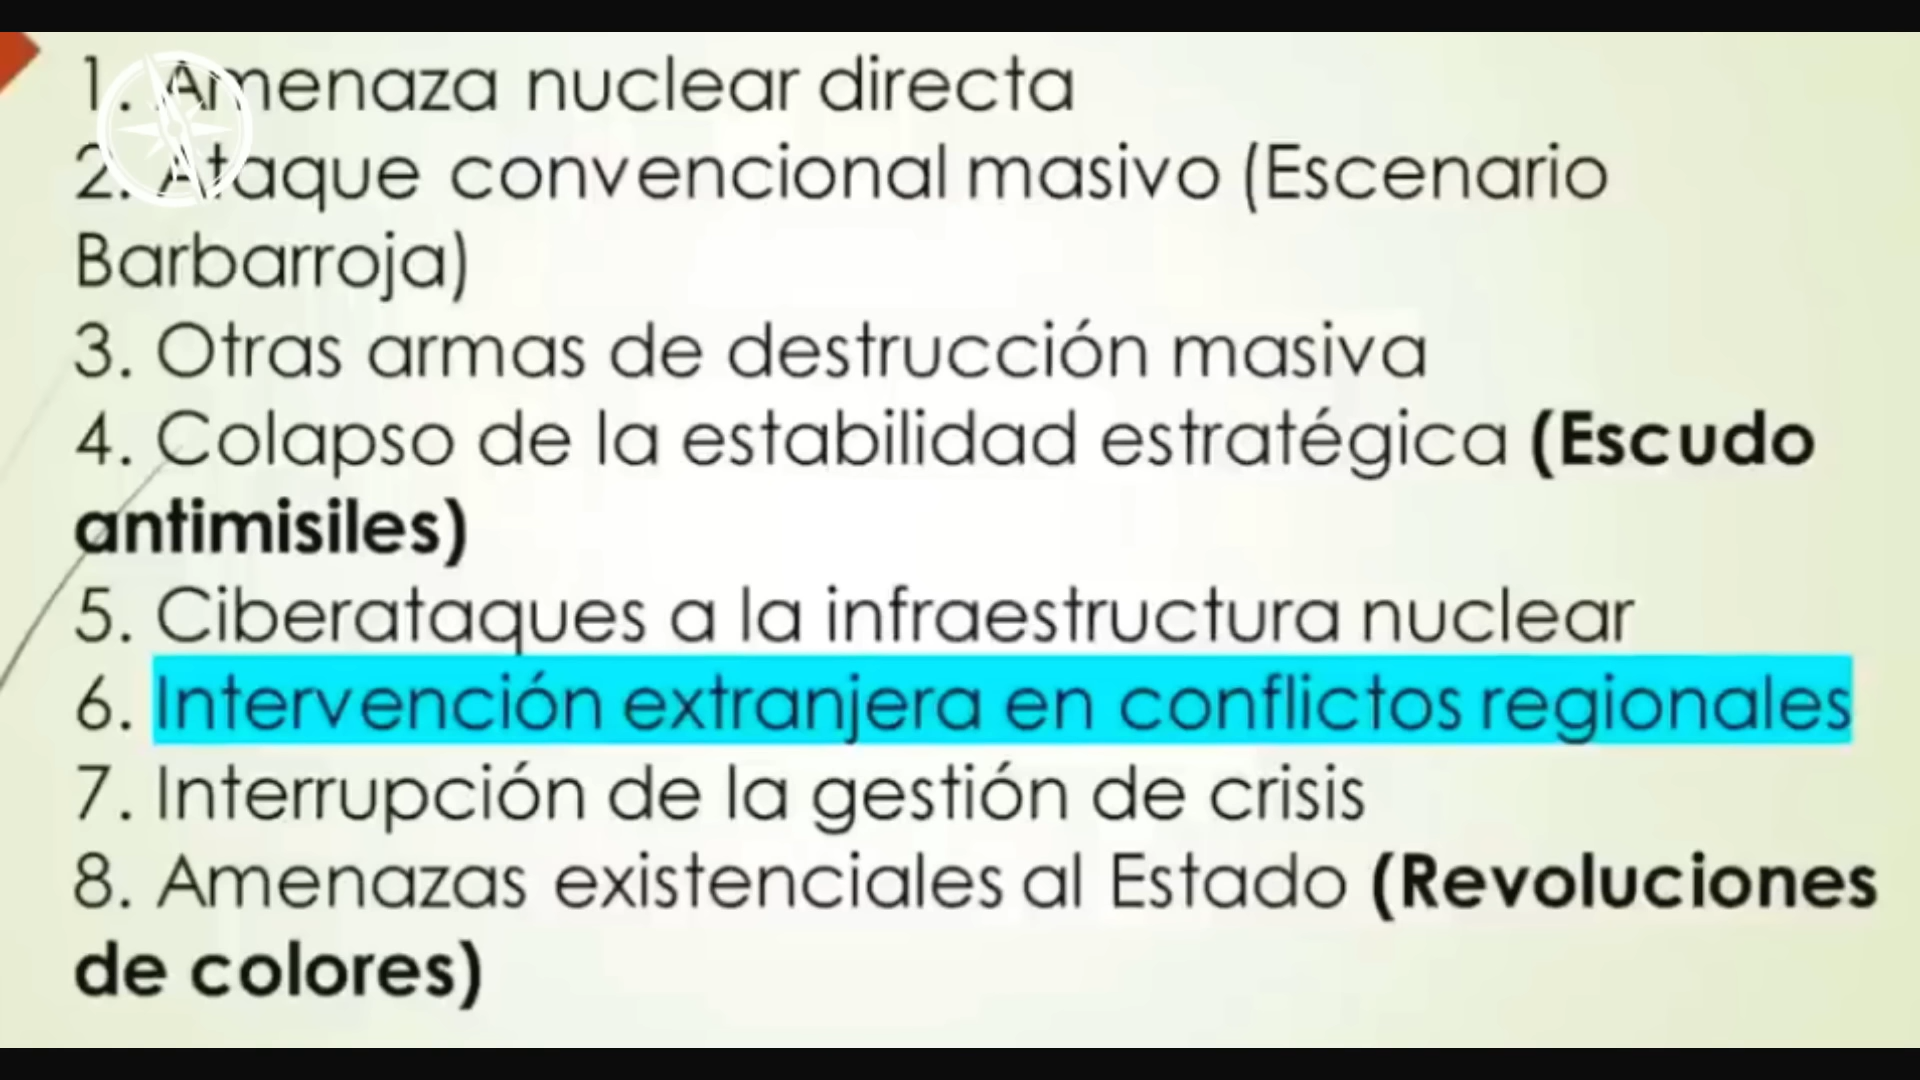 1. Amenaza nuclear directa
2. Ataque convencional masivo (Escenario
Barbarroja)
3. Otras armas de destrucción masiva
4. Colapso de la estabilidad estratégica (Escudo
antimisiles)
5. Ciberataques a la infraestructura nuclear
6. Intervención extranjera en conflictos regionales
7. Interrupción de la gestión de crisis
8. Amenazas existenciales al Estado (Revoluciones
de colores)